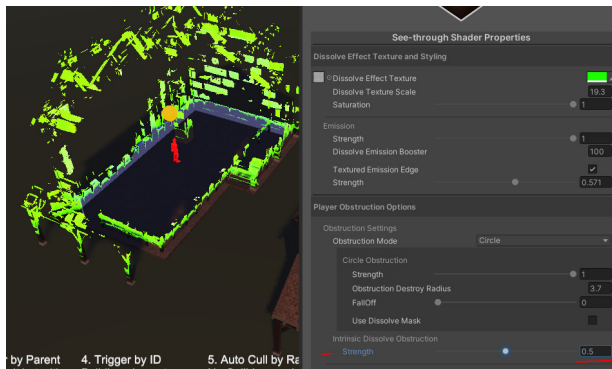 See-through Shader Properties
Dissolve Effect Texture and Styling
Dissolve Effect Texture
Dissolve Texture Scale 19.3
Saturation 1
Emission
Strength 1
Dissolve Emission Booster 100
Textured Emission Edge
Strength 0.571
Player Obstruction Options
Obstruction Settings
Obstruction Mode Circle
Circle Obstruction
Strength 1
Obstruction Destroy Radius 3.7
FallOff 0
Use Dissolve Mask
Intrinsic Dissolve Obstruction
Strength 0.5
r by Parent 4. Trigger by ID 5. Auto Cull by Ra